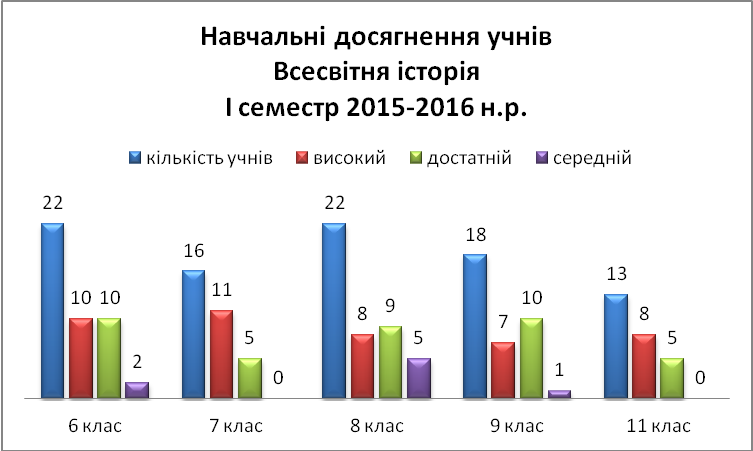 Навчальні досягнення учнів
Всесвітня історія
І семестр 2015-2016 н.р.
кількість учнів високий достатній середній
22 10 10 2 16 11 5 0 22 8 9 5 18 7 10 1 13 8 5 0
6 клас 7 клас 8 клас 9 клас 11 клас